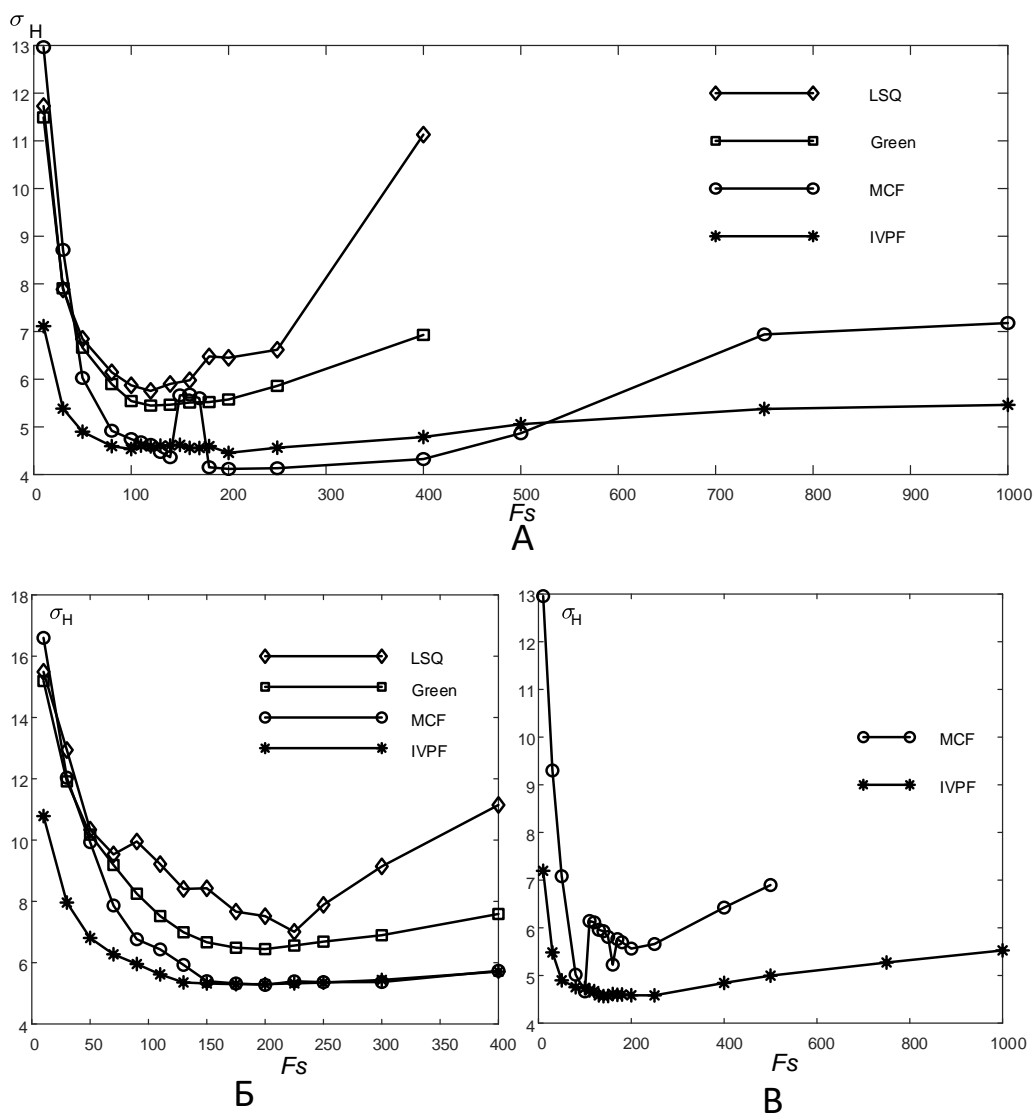 σ H
13
12
11
10
9
8
7
6
5
4
0 100 200 300 400 500 600 700 800 900 1000
LSQ
Green
MCF
IVPF
Fs
А
18
16
14
12
10
8
6
4
0 50 100 150 200 250 300 350 400
σH
LSQ
Green
MCF
IVPF
Fs
Б
13
12
11
10
9
8
7
6
5
4
0 200 400 600 800 1000
σH
MCF
IVPF
Fs
В